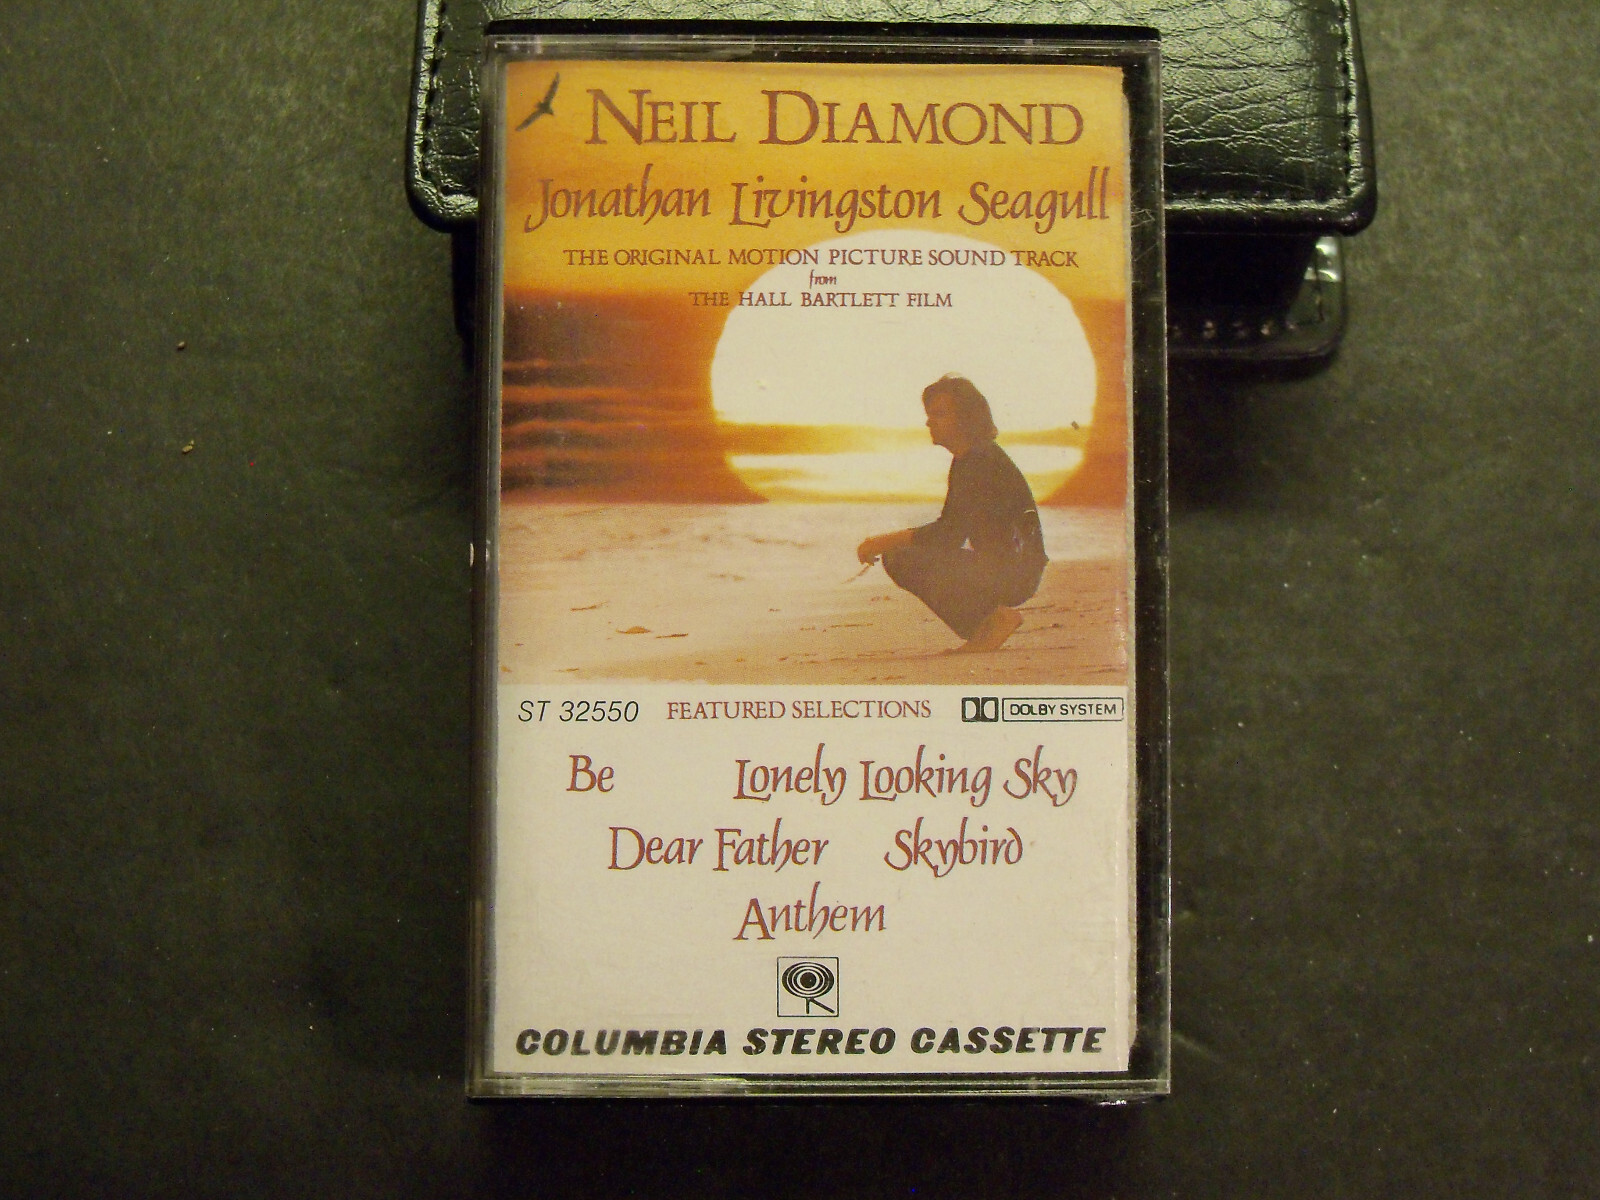 NEIL DIAMOND
Jonathan Livingston Seagull
THE ORIGINAL MOTION PICTURE SOUND TRACK
from
THE HALL BARTLETT FILM
ST 32550 FEATURED SELECTIONS DOLBY SYSTEM
Be Lonely Looking Sky
Dear Father Skybird
Anthem
COLUMBIA STEREO CASSETTE